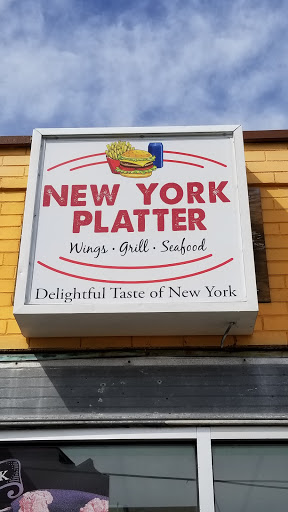 NEW YORK
PLATTER
Wings · Grill · Seafood
Delightful Taste of New York